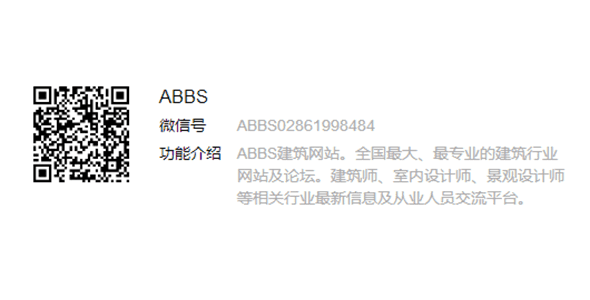 ABBS
微信号 ABBS02861998484
功能介绍 ABBS建筑网站。全国最大、最专业的建筑行业
网站及论坛。建筑师、室内设计师、景观设计师
等相关行业最新信息及从业人员交流平台。